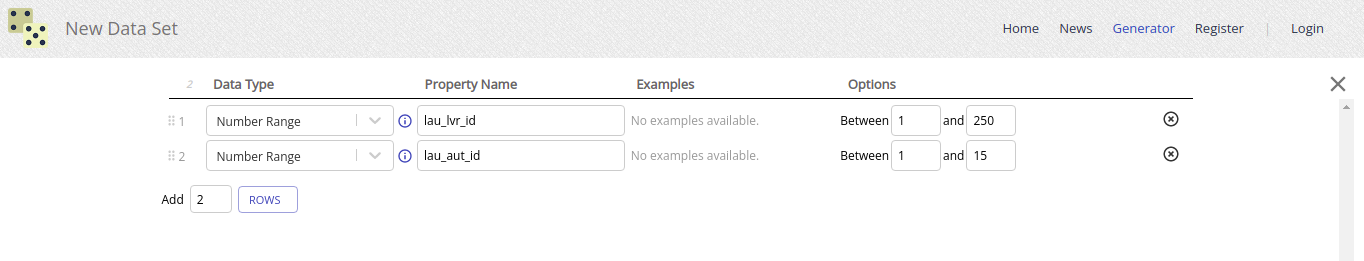 New Data Set Home News Generator Register Login
2 Data Type Property Name Examples Options
1 Number Range lau_lvr_id No examples available. Between 1 and 250
2 Number Range lau_aut_id No examples available. Between 1 and 15
Add 2 ROWS